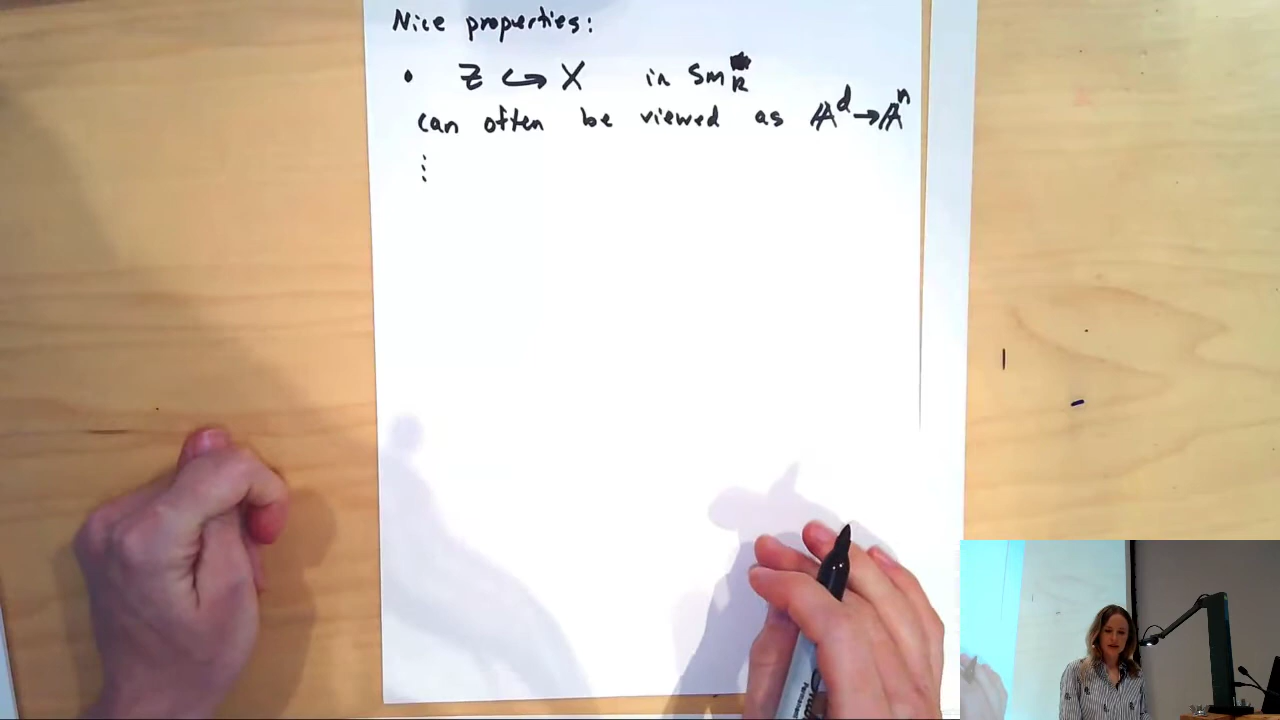 Nice properties:
• Z ↪ X in Sm_k
can often be viewed as 𝔸^d → 𝔸^n
⋮